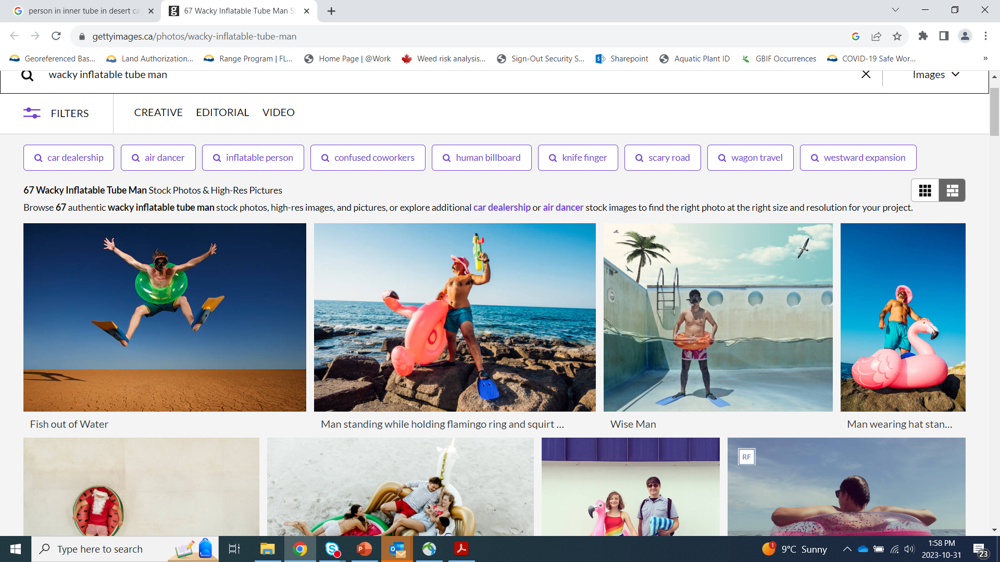 person in inner tube in desert ca
67 Wacky Inflatable Tube Man S
gettyimages.ca/photos/wacky-inflatable-tube-man
Georeferenced Bas...
Land Authorization...
Range Program | FL...
Home Page | @Work
Weed risk analysis...
Sign-Out Security S...
Sharepoint
Aquatic Plant ID
GBIF Occurrences
COVID-19 Safe Wor...
»
wacky inflatable tube man
Images
FILTERS
CREATIVE EDITORIAL VIDEO
car dealership
air dancer
inflatable person
confused coworkers
human billboard
knife finger
scary road
wagon travel
westward expansion
67 Wacky Inflatable Tube Man Stock Photos & High-Res Pictures
Browse 67 authentic wacky inflatable tube man stock photos, high-res images, and pictures, or explore additional car dealership or air dancer stock images to find the right photo at the right size and resolution for your project.
Fish out of Water
Man standing while holding flamingo ring and squirt ...
Wise Man
Man wearing hat stan...
RF
Type here to search
1
9°C Sunny
1:58 PM
2023-10-31
23